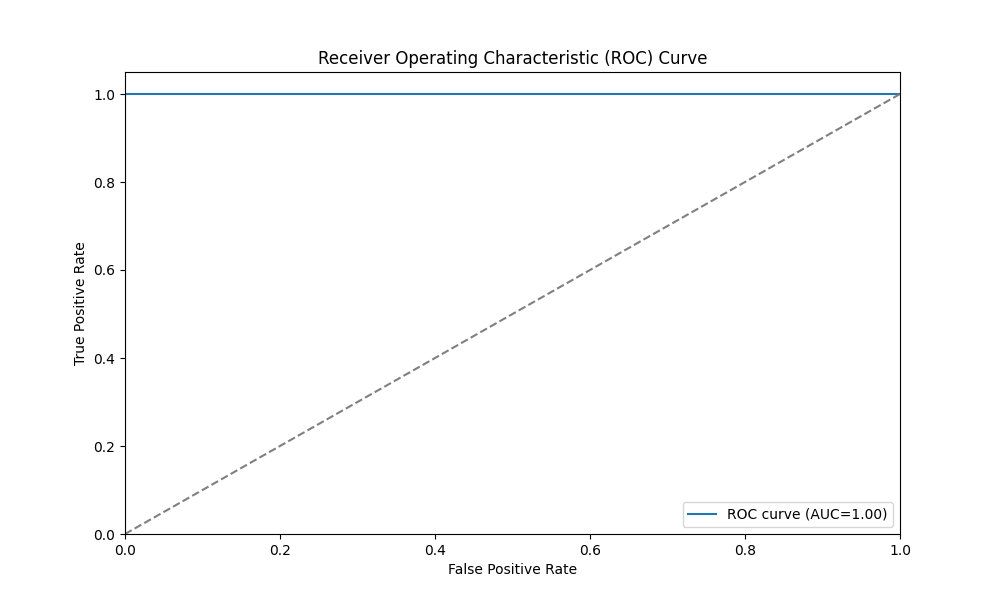 Receiver Operating Characteristic (ROC) Curve
1.0
0.8
0.6
0.4
0.2
0.0
True Positive Rate
ROC curve (AUC=1.00)
0.0 0.2 0.4 0.6 0.8 1.0
False Positive Rate